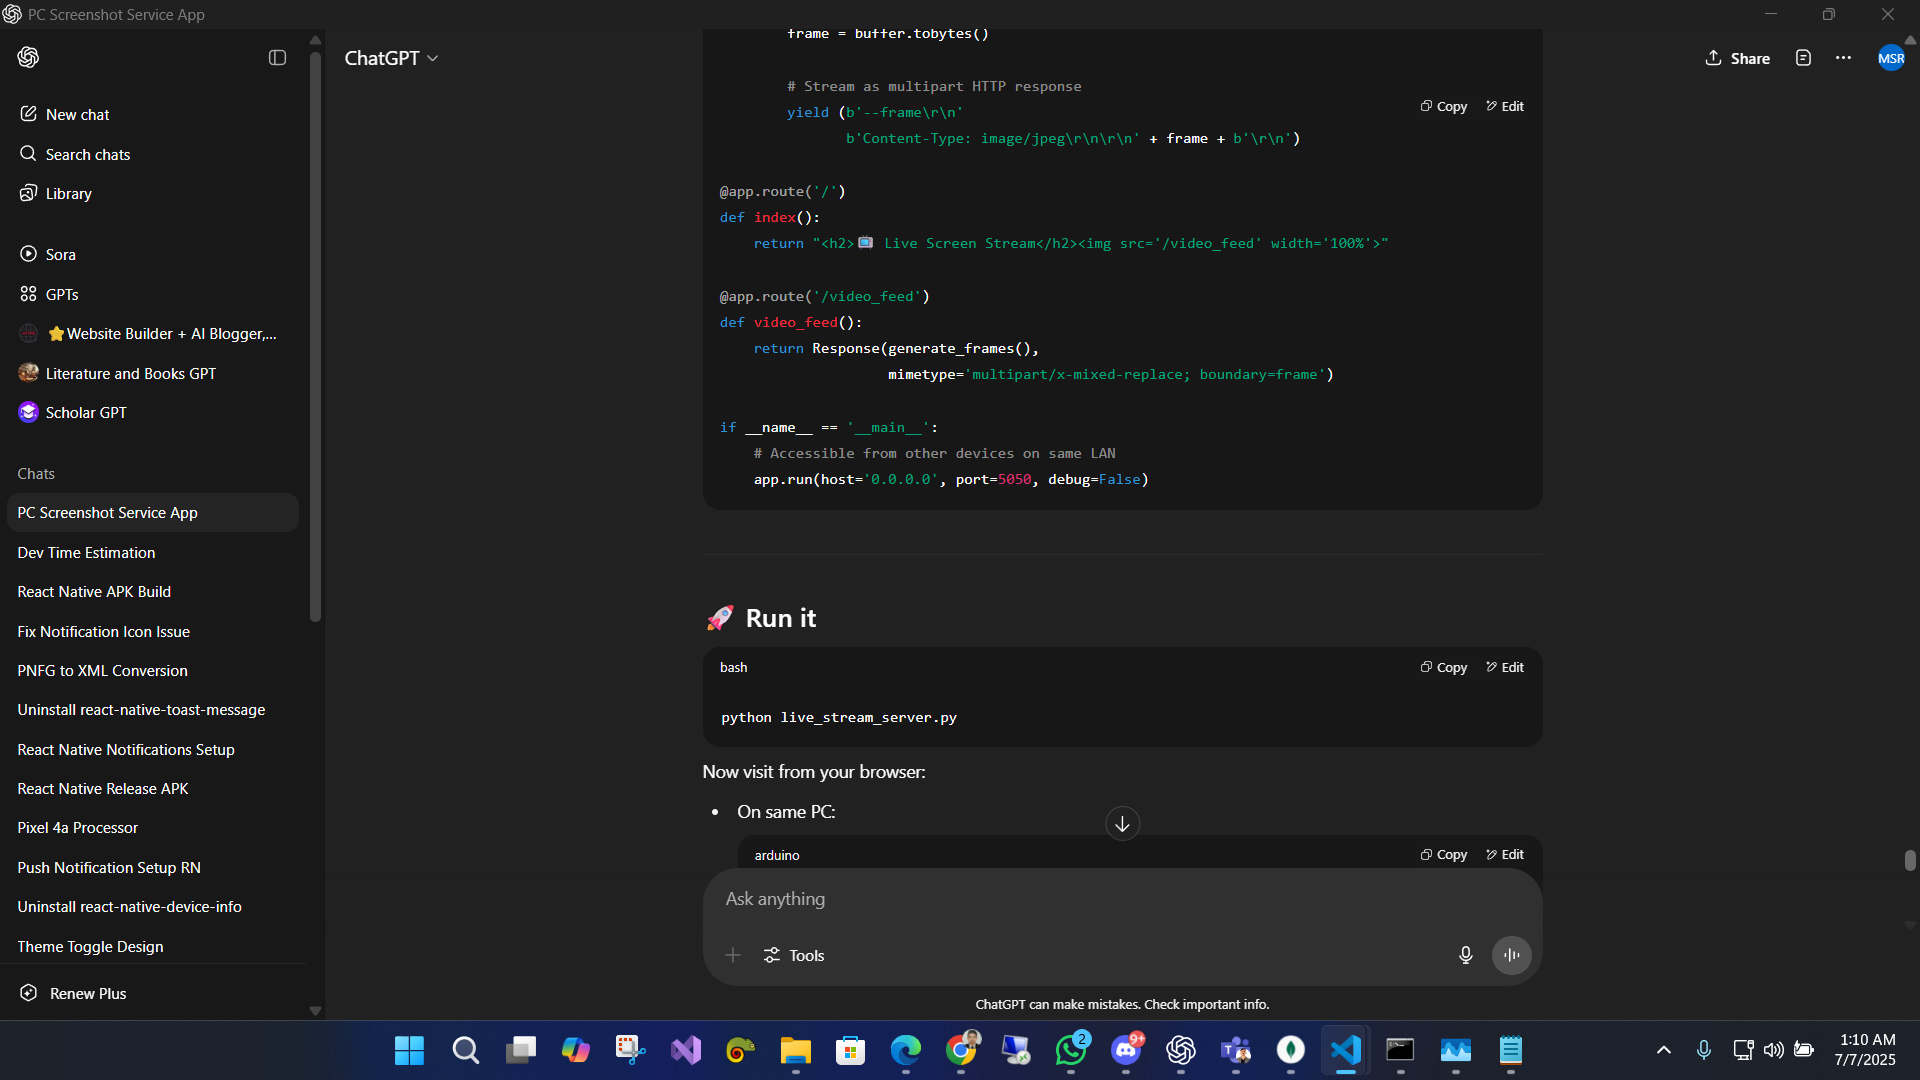 PC Screenshot Service App
New chat
Search chats
Library
Sora
GPTs
⭐Website Builder + AI Blogger,...
Literature and Books GPT
Scholar GPT
Chats
PC Screenshot Service App
Dev Time Estimation
React Native APK Build
Fix Notification Icon Issue
PNFG to XML Conversion
Uninstall react-native-toast-message
React Native Notifications Setup
React Native Release APK
Pixel 4a Processor
Push Notification Setup RN
Uninstall react-native-device-info
Theme Toggle Design
Renew Plus
ChatGPT
Share
MSR
frame = buffer.tobytes()
# Stream as multipart HTTP response
Copy Edit
yield (b'--frame\r\n'
b'Content-Type: image/jpeg\r\n\r\n' + frame + b'\r\n')
@app.route('/')
def index():
return "<h2>📺 Live Screen Stream</h2><img src='/video_feed' width='100%'>"
@app.route('/video_feed')
def video_feed():
return Response(generate_frames(),
mimetype='multipart/x-mixed-replace; boundary=frame')
if __name__ == '__main__':
# Accessible from other devices on same LAN
app.run(host='0.0.0.0', port=5050, debug=False)
🚀 Run it
bash
Copy Edit
python live_stream_server.py
Now visit from your browser:
• On same PC:
arduino
Copy Edit
Ask anything
Tools
ChatGPT can make mistakes. Check important info.
2
9+
1:10 AM
7/7/2025